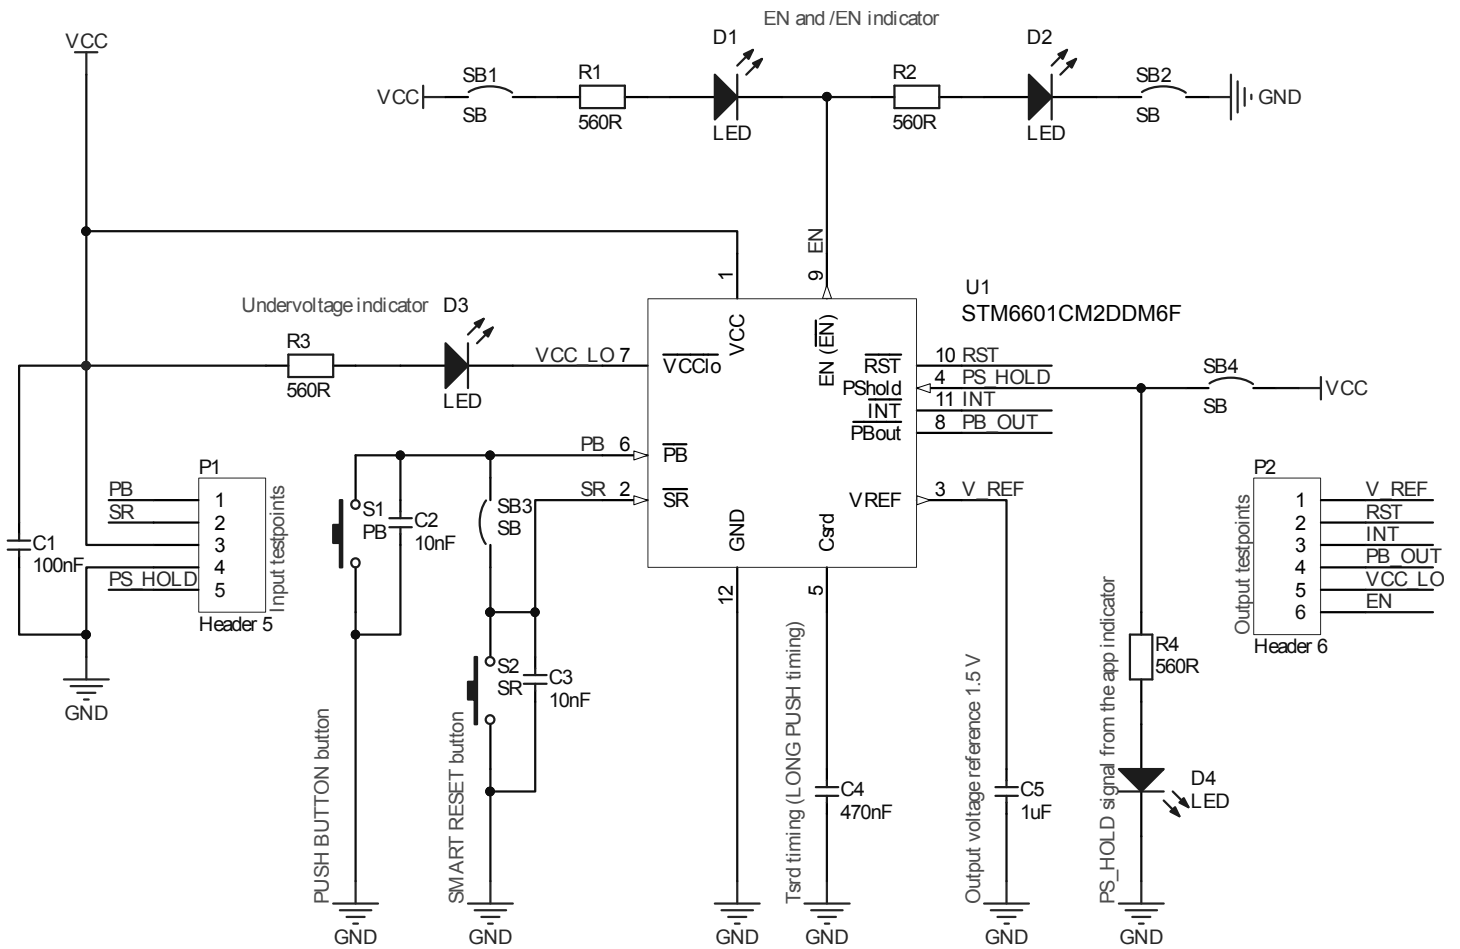 EN and /EN indicator
VCC
D1
D2
SB1
R1
R2
SB2
VCC
GND
SB
560R
LED
560R
LED
SB
EN
1
9
U1
STM6601CM2DDM6F
Undervoltage indicator
D3
R3
560R
LED
VCC_LO 7
VCClo
VCC
EN (EN)
RST
10 RST
PShold
4 PS_HOLD
INT
11 INT
PBout
8 PB_OUT
SB4
SB
VCC
PB 6
PB
SR 2
SR
GND
Csrd
VREF
3 V_REF
12
5
P1
PB
1
SR
2
3
4
PS_HOLD
5
Header 5
Input testpoints
C1
100nF
GND
S1
PB
C2
10nF
SB3
SB
S2
SR
C3
10nF
PUSH BUTTON button
SMART RESET button
Tsrd timing (LONG PUSH timing)
C4
470nF
Output voltage reference 1.5 V
C5
1uF
PS_HOLD signal from the app indicator
R4
560R
D4
LED
P2
1
V_REF
2
RST
3
INT
4
PB_OUT
5
VCC_LO
6
EN
Header 6
Output testpoints
GND
GND
GND
GND
GND
GND